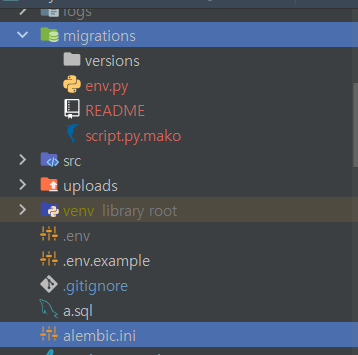 logs
migrations
versions
env.py
README
script.py.mako
src
uploads
venv library root
.env
.env.example
.gitignore
a.sql
alembic.ini